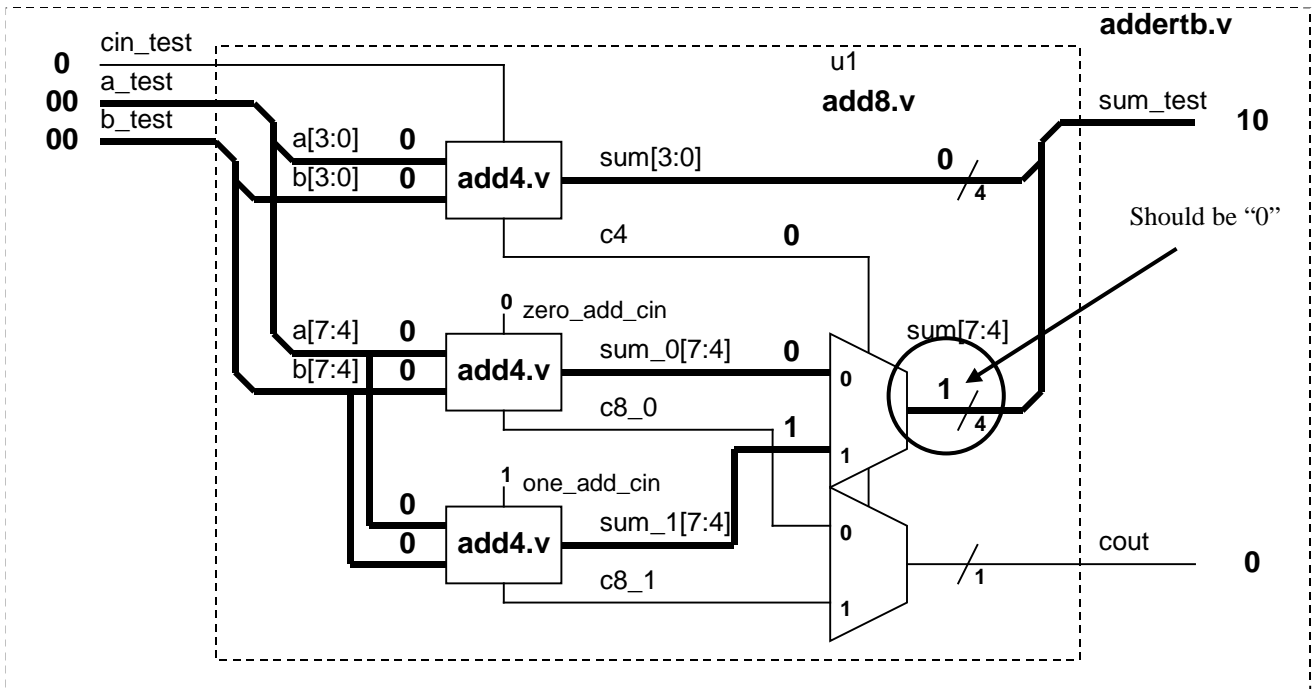 addertb.v
cin_test
0
a_test
00
b_test
00
u1
add8.v
sum_test
10
a[3:0] 0
b[3:0] 0
add4.v
sum[3:0] 0
4
c4 0
Should be “0”
0 zero_add_cin
a[7:4] 0
b[7:4] 0
add4.v
sum_0[7:4] 0
c8_0
0
1
sum[7:4]
1
4
1
1 one_add_cin
0
0
add4.v
sum_1[7:4]
c8_1
0
1
1
cout
0